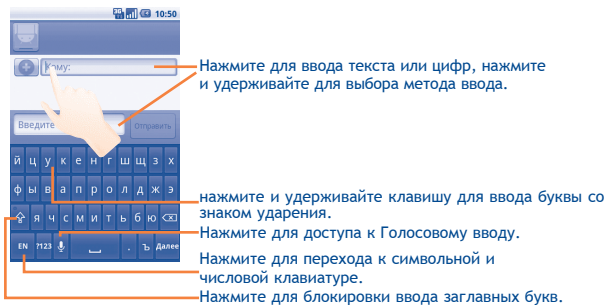 3G 10:50
Кому:
Нажмите для ввода текста или цифр, нажмите
и удерживайте для выбора метода ввода.
Введите
Отправить
й ц у к е н г ш щ з х
ф ы в а п р о л д ж э
нажмите и удерживайте клавишу для ввода буквы со
знаком ударения.
я ч с м и т ь б ю
Нажмите для доступа к Голосовому вводу.
EN ?123 . ъ Далее
Нажмите для перехода к символьной и
числовой клавиатуре.
Нажмите для блокировки ввода заглавных букв.